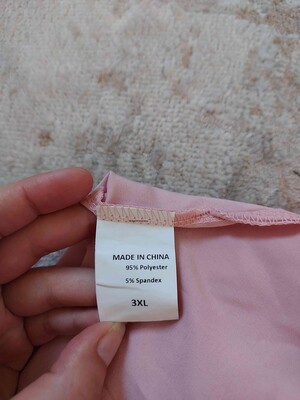 MADE IN CHINA
95% Polyester
5% Spandex
3XL